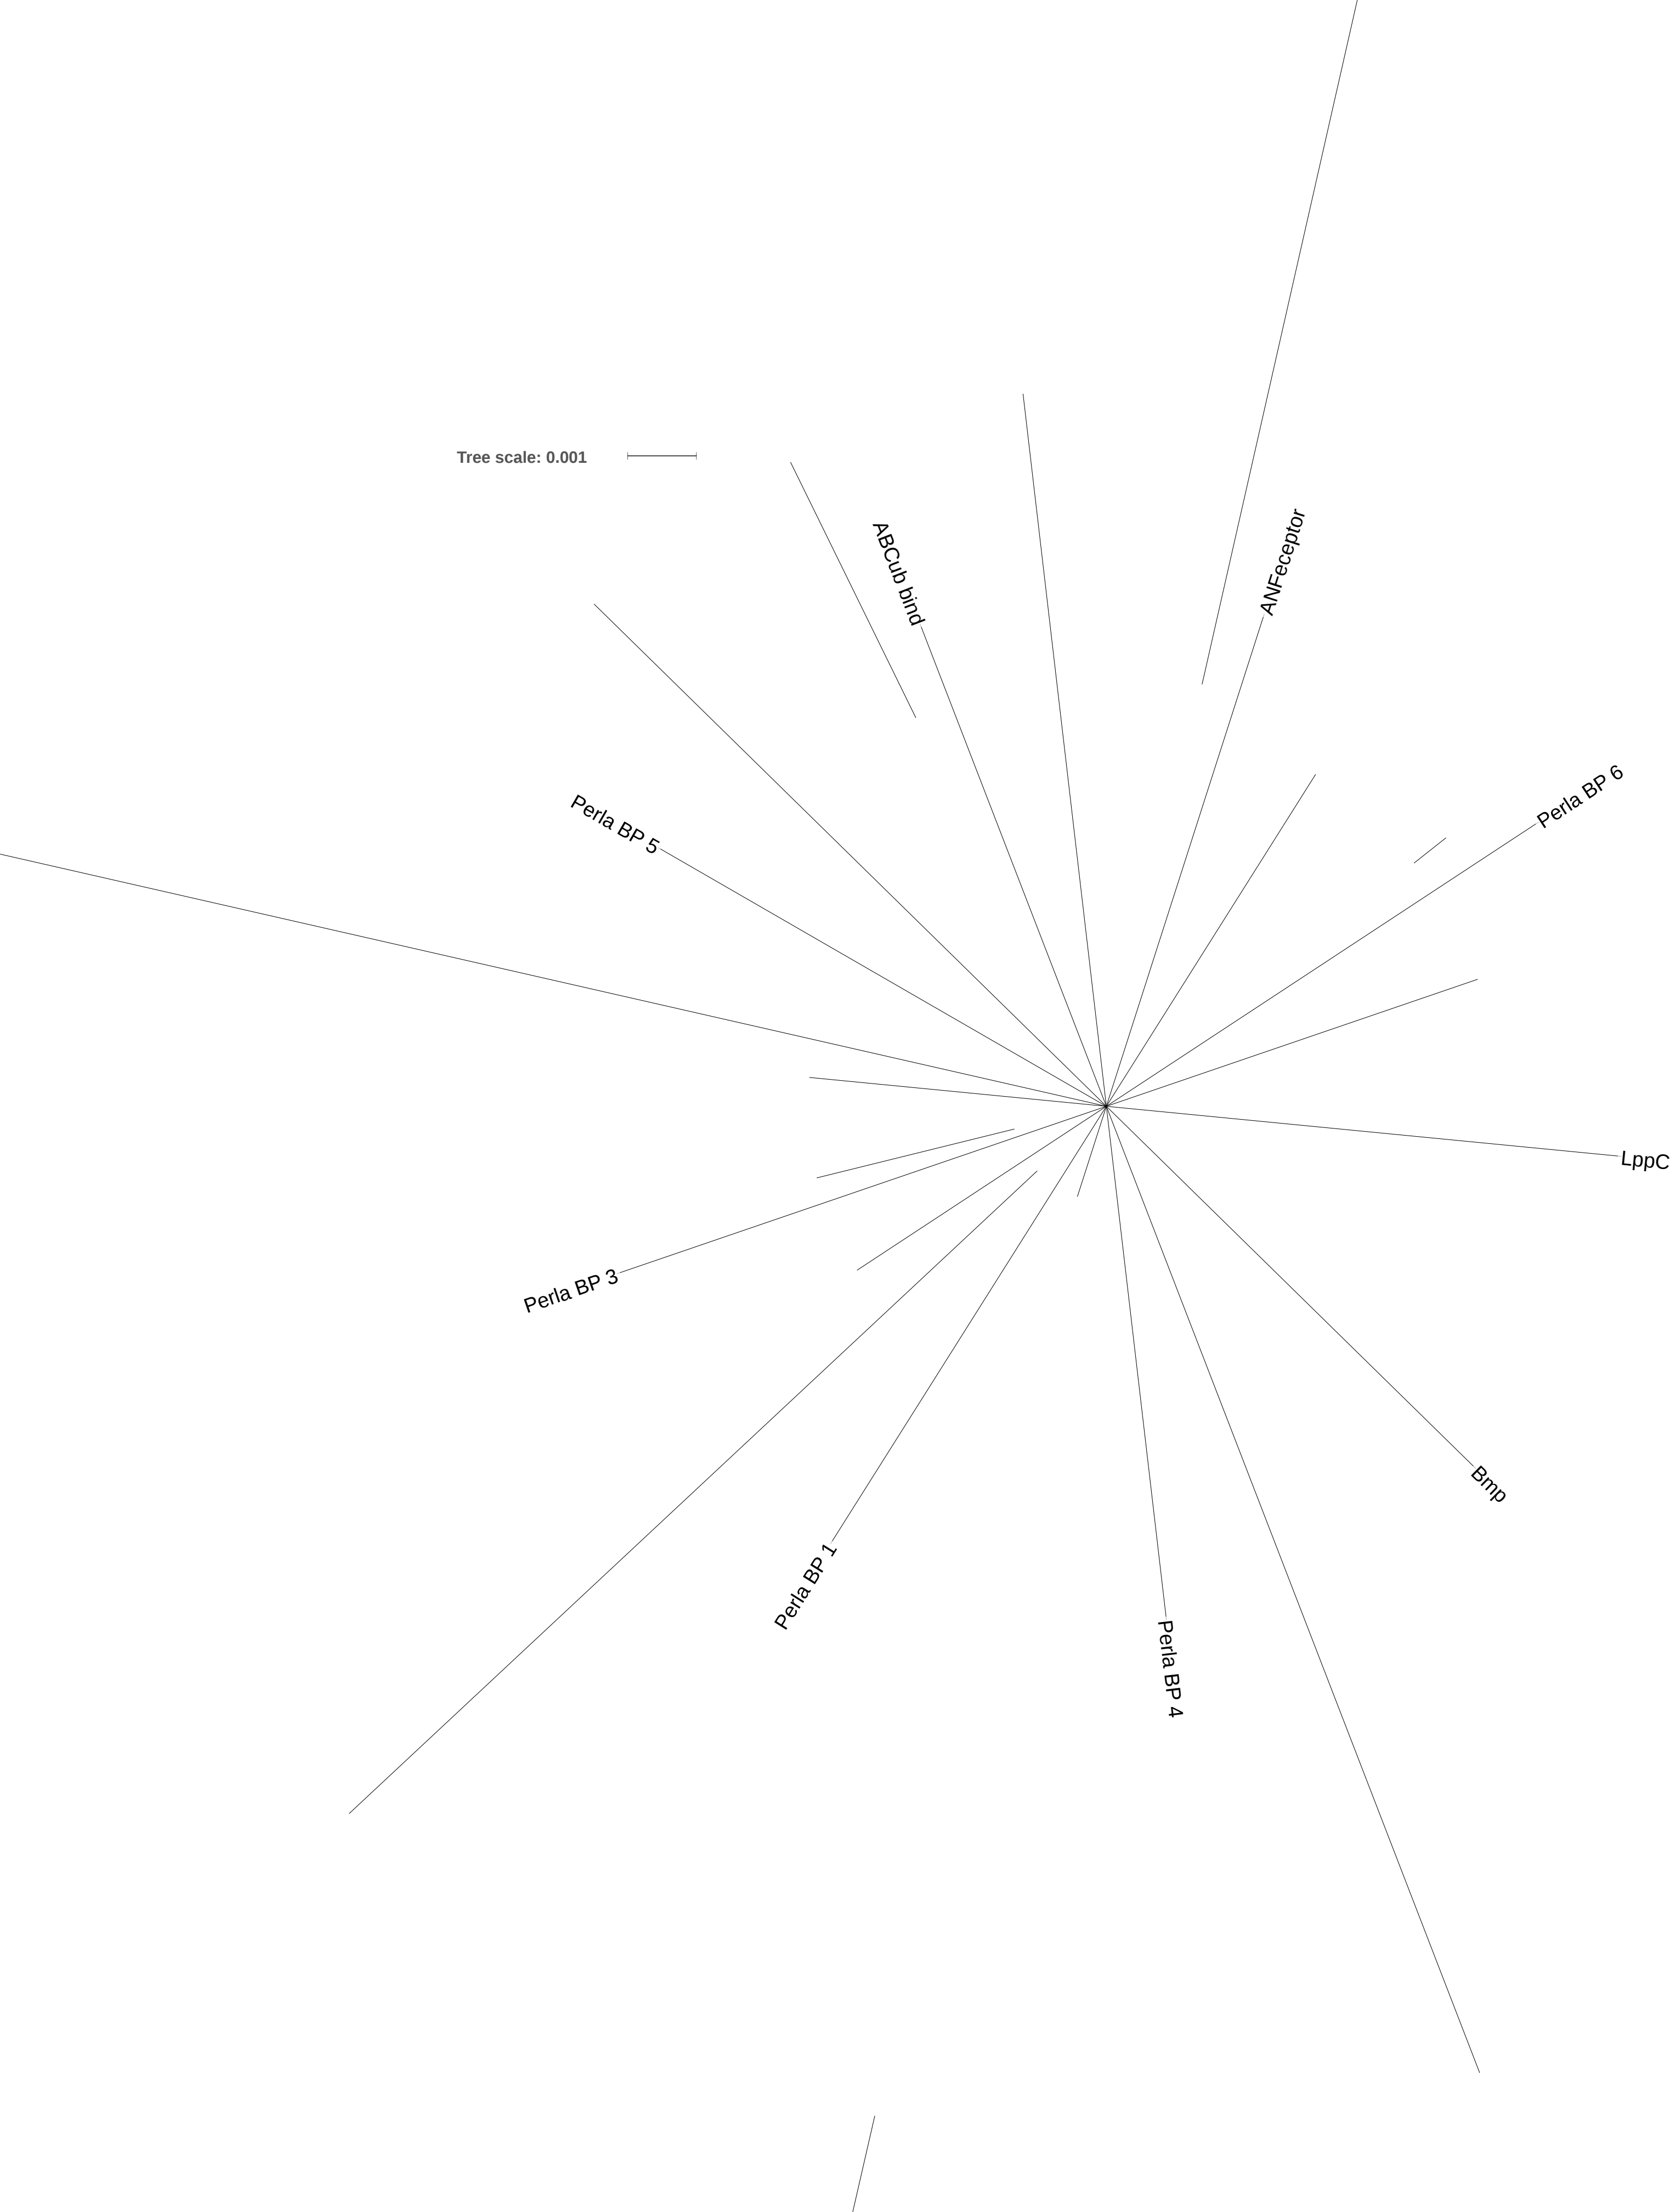 Tree scale: 0.001
ABCub bind
ANFeceptor
Perla BP 6
Perla BP 5
LppC
Perla BP 3
Bmp
Perla BP 1
Perla BP 4